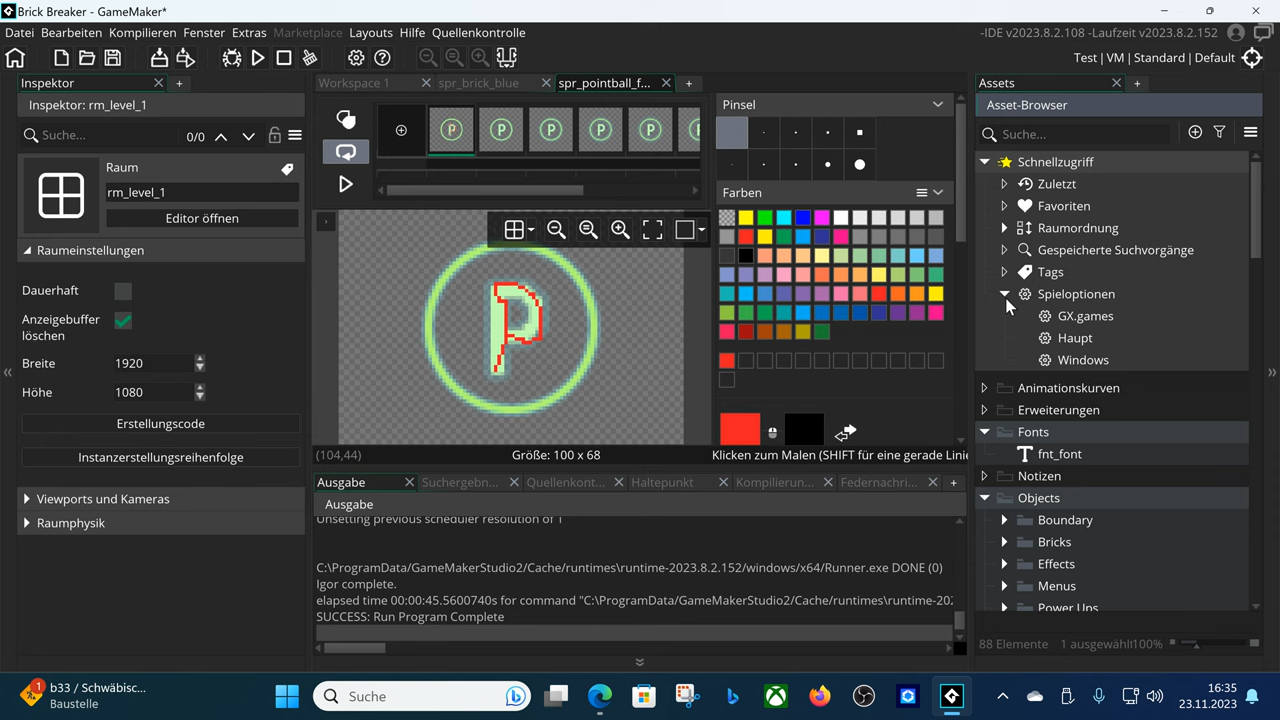 Brick Breaker - GameMaker*
Datei Bearbeiten Kompilieren Fenster Extras Marketplace Layouts Hilfe Quellenkontrolle
-IDE v2023.8.2.108 -Laufzeit v2023.8.2.152
Test | VM | Standard | Default
Inspektor
Inspektor: rm_level_1
Suche...
0/0
Raum
rm_level_1
Editor öffnen
Raumeinstellungen
Dauerhaft
Anzeigebuffer
löschen
Breite 1920
Höhe 1080
Erstellungscode
Instanzerstellungsreihenfolge
Viewports und Kameras
Raumphysik
Workspace 1
spr_brick_blue
spr_pointball_f...
P
Pinsel
Farben
(104,44)
Größe: 100 x 68
Klicken zum Malen (SHIFT für eine gerade Linie
Ausgabe
Suchergebn...
Quellenkont...
Haltepunkt
Kompilierun...
Federnachri...
Ausgabe
Unsetting previous scheduler resolution of 1
C:\ProgramData/GameMakerStudio2/Cache/runtimes\runtime-2023.8.2.152/windows/x64/Runner.exe DONE (0)
Igor complete.
elapsed time 00:00:45.5600740s for command "C:\ProgramData/GameMakerStudio2/Cache/runtimes\runtime-202
SUCCESS: Run Program Complete
Assets
Asset-Browser
Suche...
Schnellzugriff
Zuletzt
Favoriten
Raumordnung
Gespeicherte Suchvorgänge
Tags
Spieloptionen
GX.games
Haupt
Windows
Animationskurven
Erweiterungen
Fonts
fnt_font
Notizen
Objects
Boundary
Bricks
Effects
Menus
Power Ups
88 Elemente
1 ausgewählt
100%
1
b33 / Schwäbisc...
Baustelle
Suche
16:35
23.11.2023